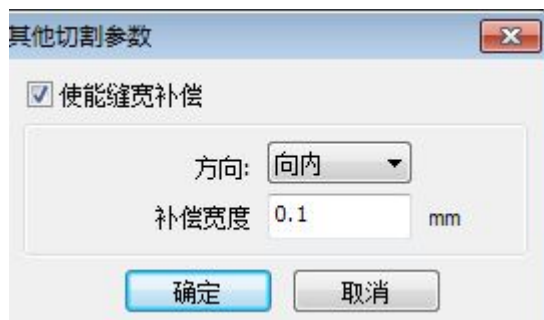 其他切割参数
使能缝宽补偿
方向: 向内
补偿宽度 0.1 mm
确定 取消